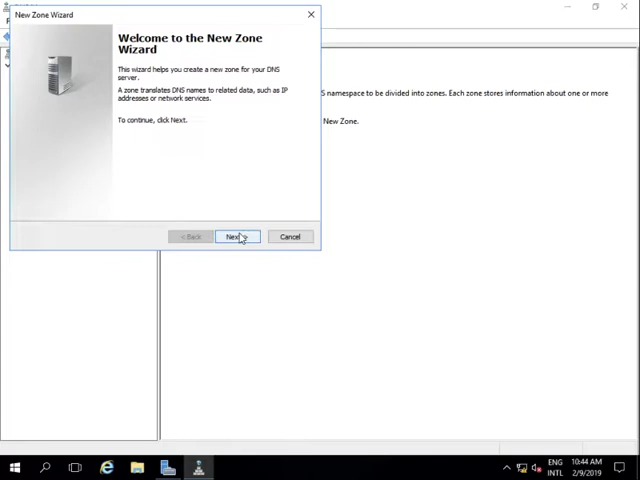 New Zone Wizard
Welcome to the New Zone
Wizard
This wizard helps you create a new zone for your DNS
server.
A zone translates DNS names to related data, such as IP
addresses or network services.
To continue, click Next.
S namespace to be divided into zones. Each zone stores information about one or more
New Zone.
< Back
Next >
Cancel
ENG
INTL
10:44 AM
2/9/2019